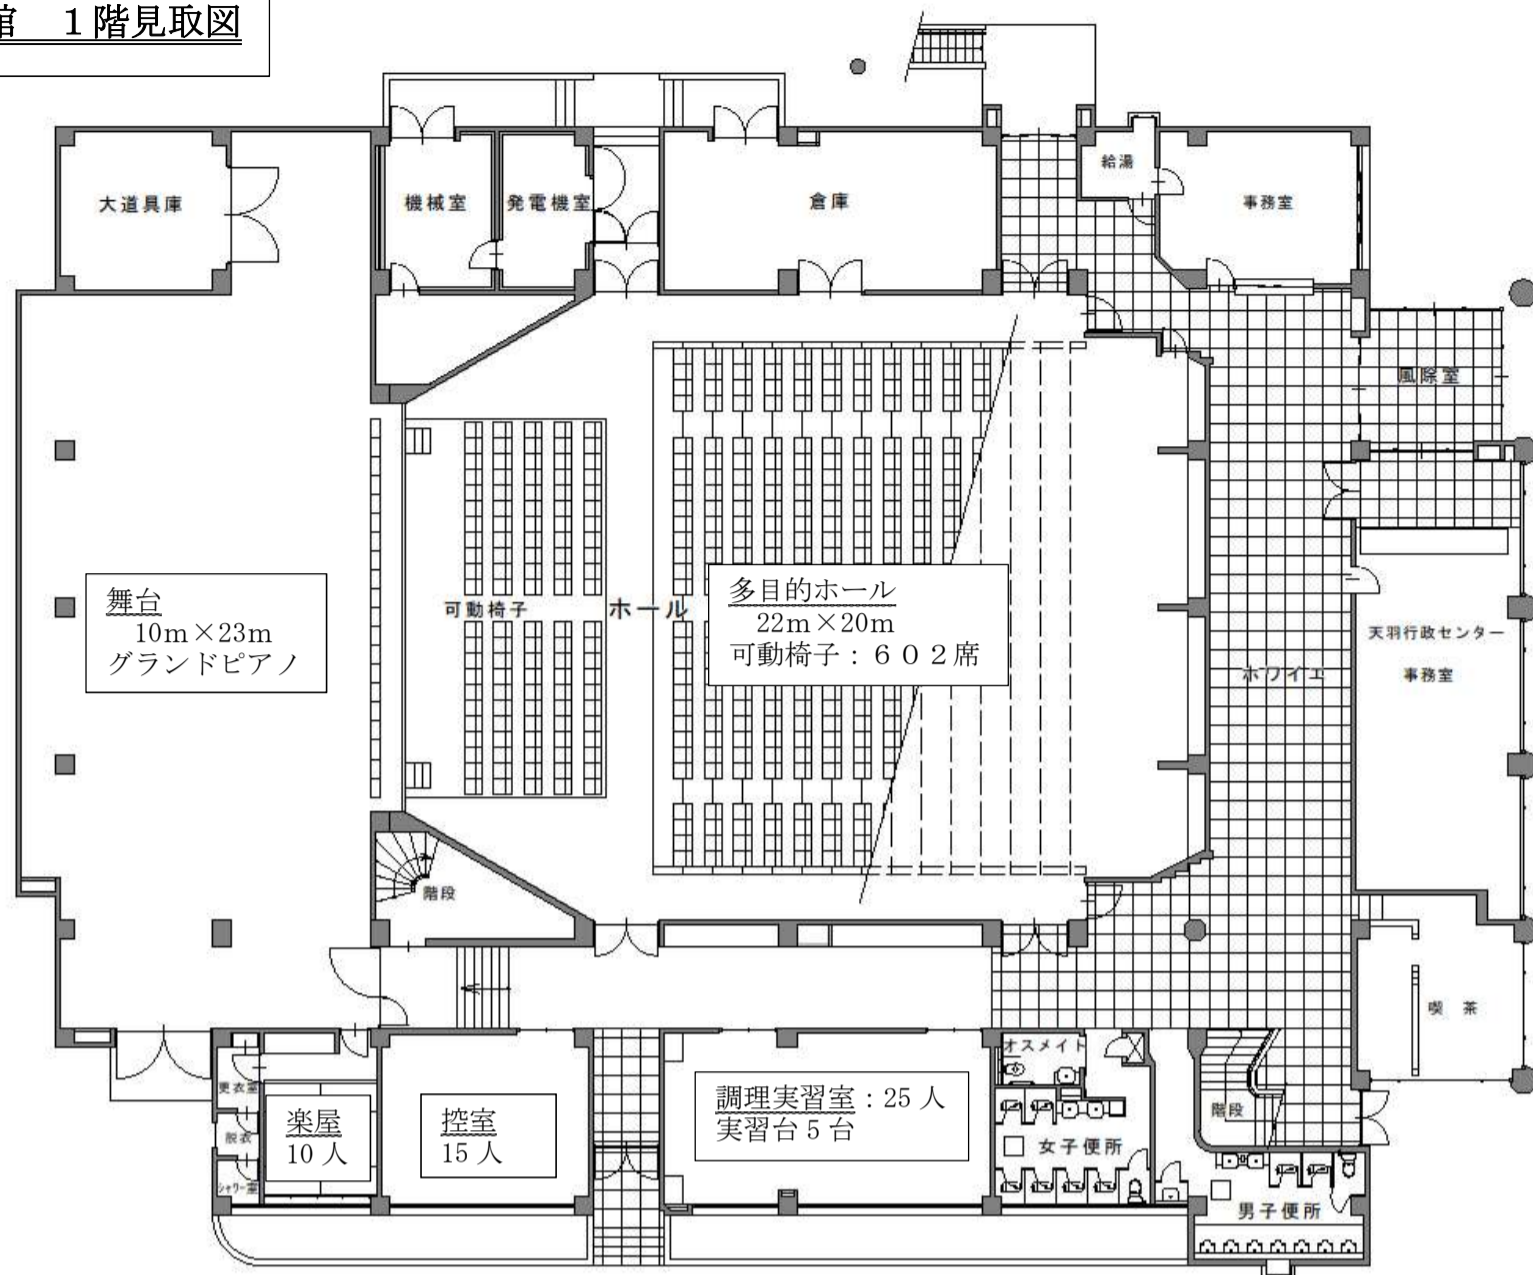 館　１階見取図
給湯
大道具庫
機械室
発電機室
倉庫
事務室
風除室
舞台
10m×23m
グランドピアノ
可動椅子
ホール
多目的ホール
22m×20m
可動椅子：６０２席
天羽行政センター
事務室
ホワイエ
階段
喫茶
オスメイト
更衣室
脱衣
シャワー室
楽屋
10人
控室
15人
調理実習室：25人
実習台5台
女子便所
階段
男子便所